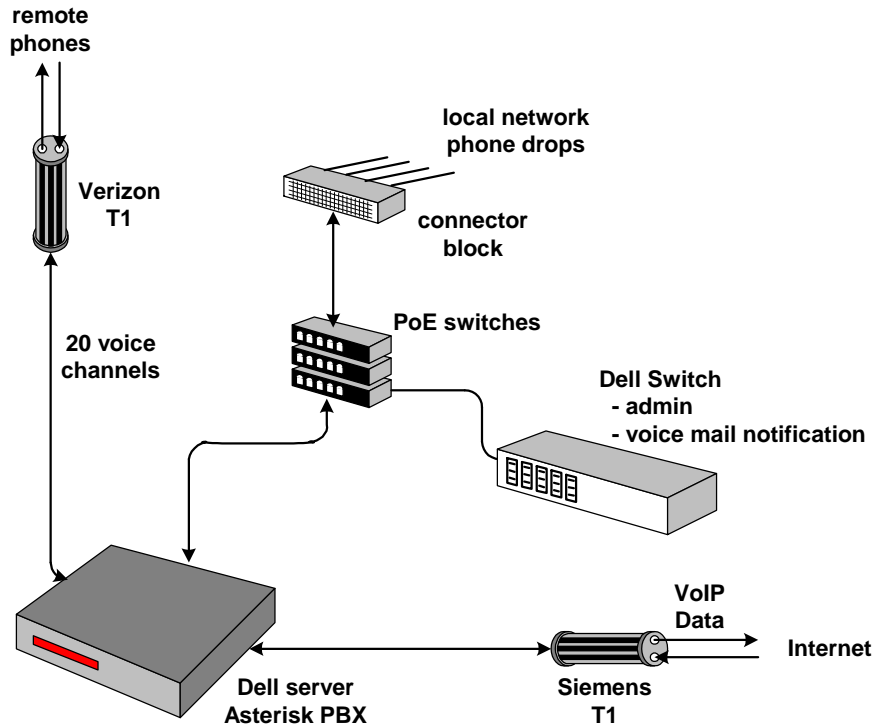 remote
phones
local network
phone drops
Verizon
T1
connector
block
PoE switches
20 voice
channels
Dell Switch
- admin
- voice mail notification
VoIP
Data
Internet
Dell server
Asterisk PBX
Siemens
T1